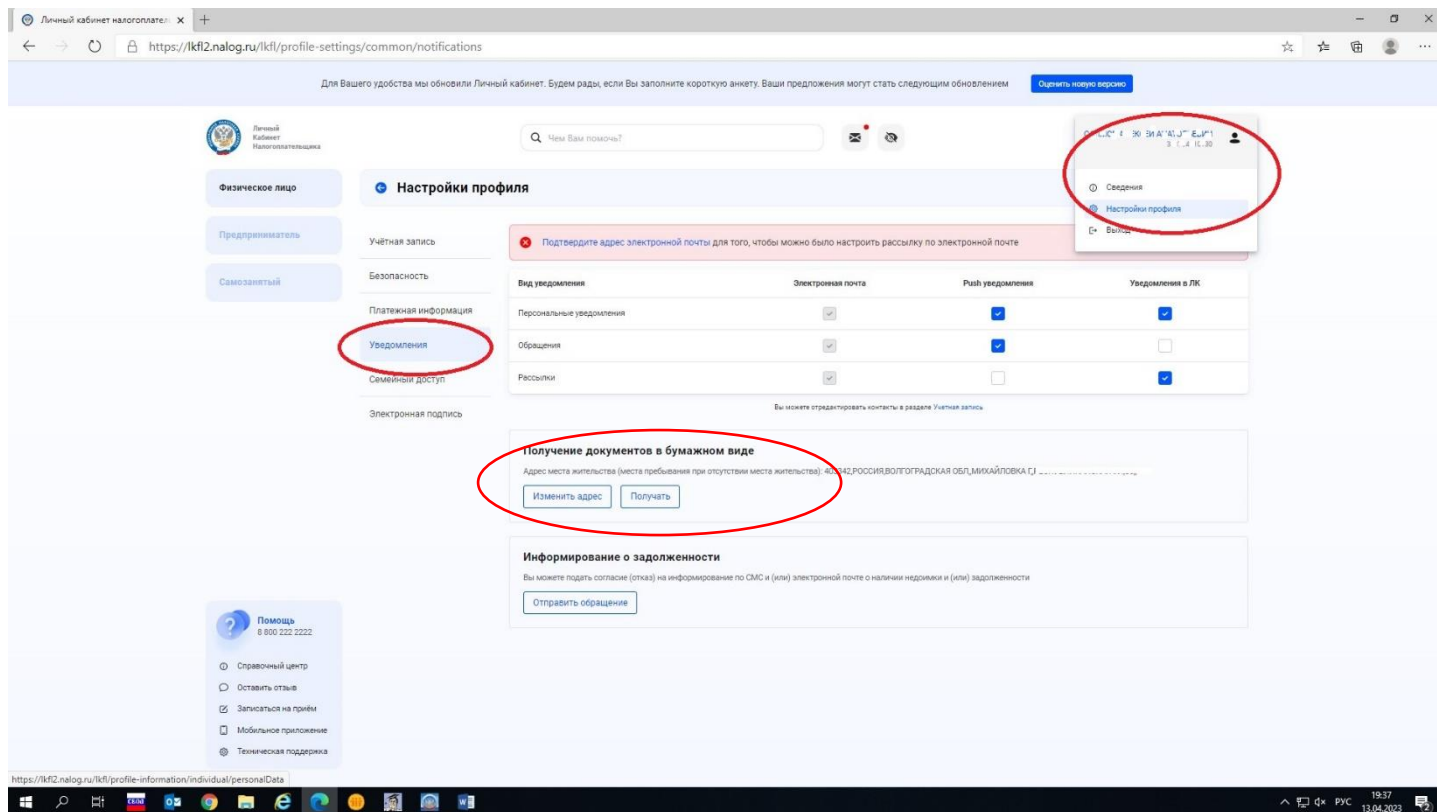 Личный кабинет налогоплател
https://lkfl2.nalog.ru/lkfl/profile-settings/common/notifications
Для Вашего удобства мы обновили Личный кабинет. Будем рады, если Вы заполните короткую анкету. Ваши предложения могут стать следующим обновлением
Оценить новую версию
Личный
Кабинет
Налогоплательщика
Чем Вам помочь?
Сведения
Настройки профиля
Выход
Физическое лицо
Предприниматель
Самозанятый
Настройки профиля
Учётная запись
Безопасность
Платежная информация
Уведомления
Семейный доступ
Электронная подпись
Подтвердите адрес электронной почты для того, чтобы можно было настроить рассылку по электронной почте
Вид уведомления Электронная почта Push уведомления Уведомления в ЛК
Персональные уведомления
Обращения
Рассылки
Вы можете отредактировать контакты в разделе Учетная запись
Получение документов в бумажном виде
Адрес места жительства (места пребывания при отсутствии места жительства): РОССИЯ,ВОЛГОГРАДСКАЯ ОБЛ,МИХАЙЛОВКА Г,
Изменить адрес Получать
Информирование о задолженности
Вы можете подать согласие (отказ) на информирование по СМС и (или) электронной почте о наличии недоимки и (или) задолженности
Отправить обращение
Помощь
8 800 222 2222
Справочный центр
Оставить отзыв
Записаться на приём
Мобильное приложение
Техническая поддержка
https://lkfl2.nalog.ru/lkfl/profile-information/individual/personalData
РУС
19:37
13.04.2023